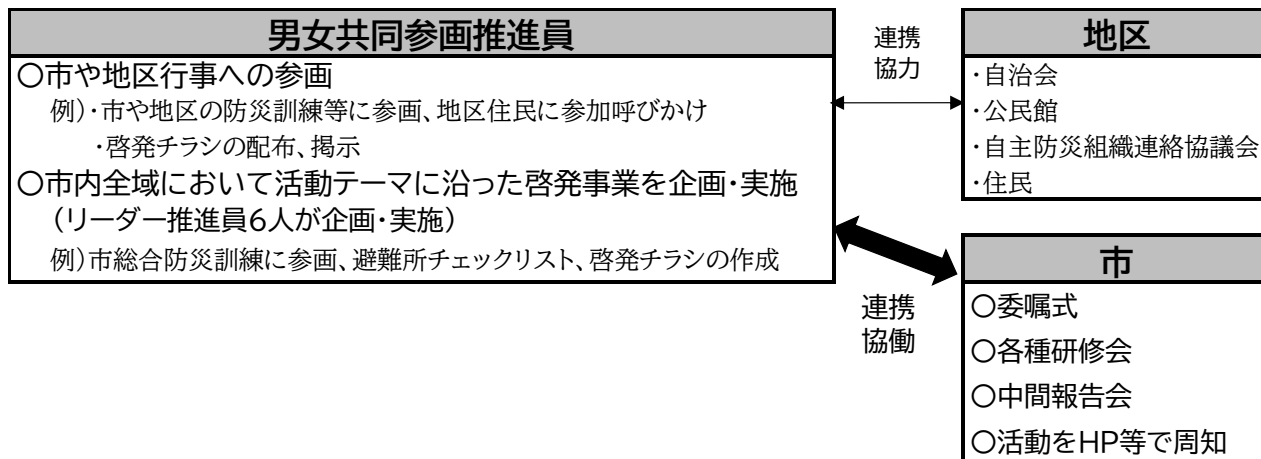 男女共同参画推進員
〇市や地区行事への参画
例)・市や地区の防災訓練等に参画、地区住民に参加呼びかけ
・啓発チラシの配布、掲示
〇市内全域において活動テーマに沿った啓発事業を企画・実施
(リーダー推進員6人が企画・実施)
例)市総合防災訓練に参画、避難所チェックリスト、啓発チラシの作成
連携
協力
地区
・自治会
・公民館
・自主防災組織連絡協議会
・住民
連携
協働
市
〇委嘱式
〇各種研修会
〇中間報告会
〇活動をHP等で周知